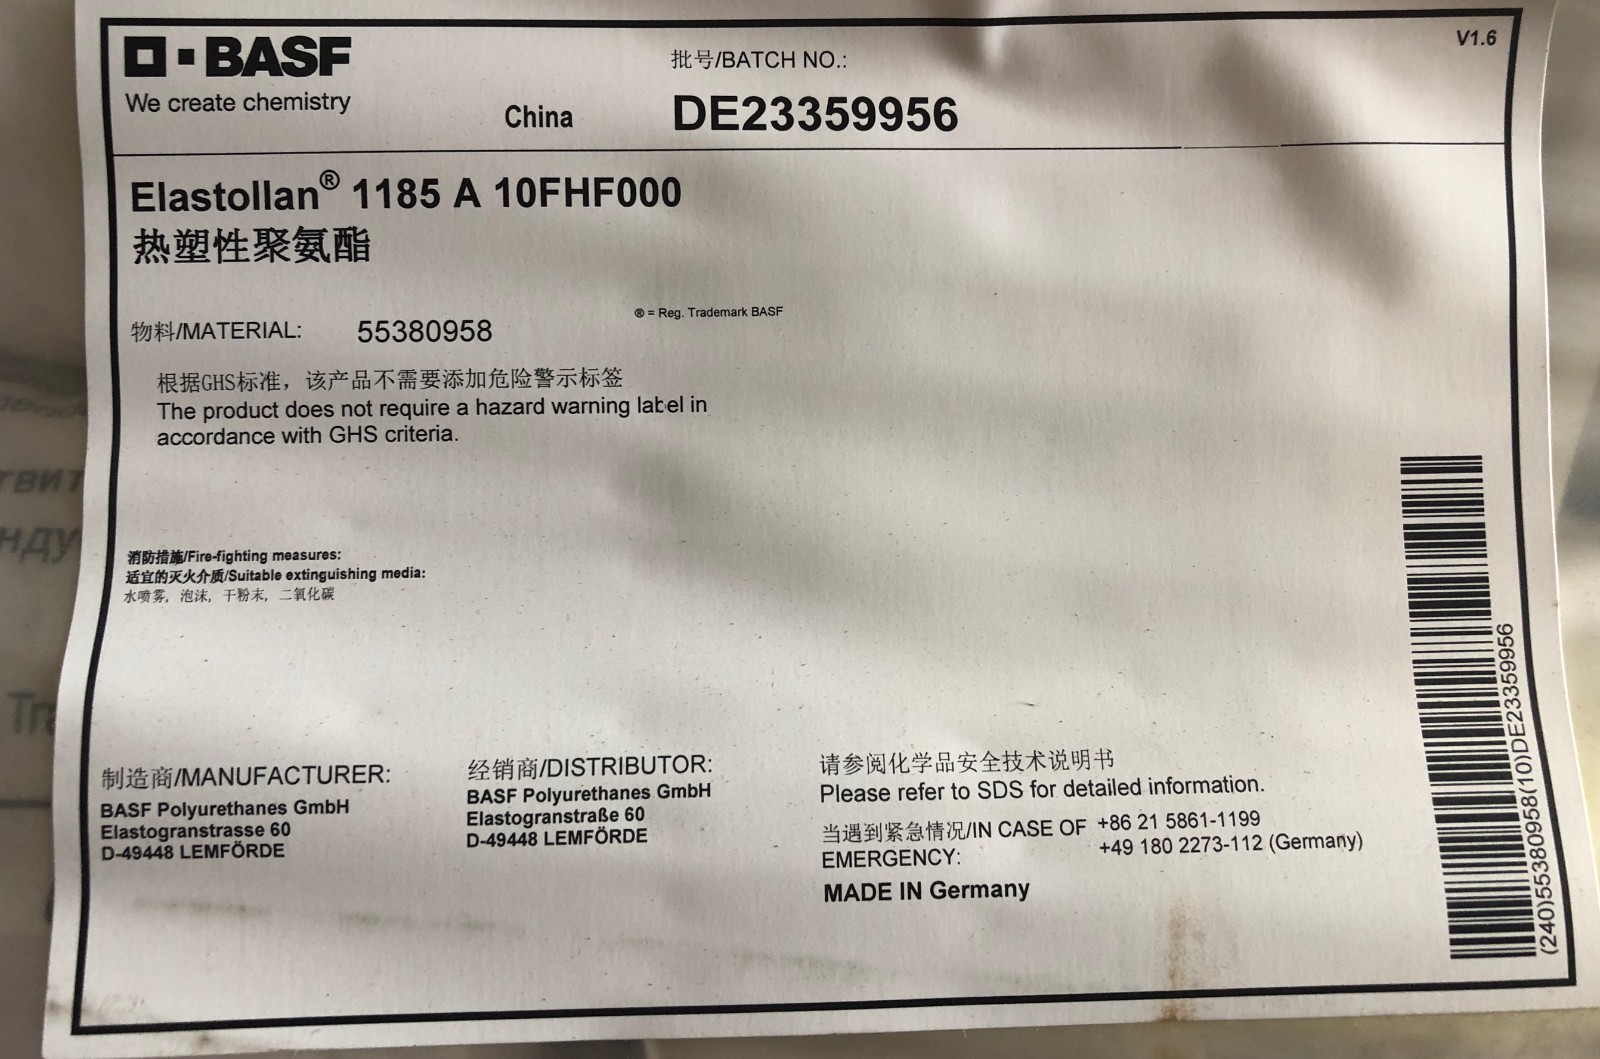 BASF
We create chemistry
China
批号/BATCH NO.:
DE23359956
V1.6
Elastollan® 1185 A 10FHF000
热塑性聚氨酯
® = Reg. Trademark BASF
物料/MATERIAL: 55380958
根据GHS标准，该产品不需要添加危险警示标签
The product does not require a hazard warning label in
accordance with GHS criteria.
消防措施/Fire-fighting measures:
适宜的灭火介质/Suitable extinguishing media:
水喷雾, 泡沫, 干粉末, 二氧化碳
制造商/MANUFACTURER:
BASF Polyurethanes GmbH
Elastogranstrasse 60
D-49448 LEMFÖRDE
经销商/DISTRIBUTOR:
BASF Polyurethanes GmbH
Elastogranstraße 60
D-49448 LEMFÖRDE
请参阅化学品安全技术说明书
Please refer to SDS for detailed information.
当遇到紧急情况/IN CASE OF +86 21 5861-1199
EMERGENCY: +49 180 2273-112 (Germany)
MADE IN Germany
(240)55380958(10)DE23359956